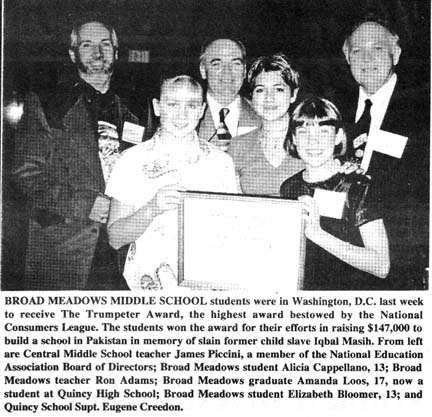 BROAD MEADOWS MIDDLE SCHOOL students were in Washington, D.C. last week
to receive The Trumpeter Award, the highest award bestowed by the National
Consumers League. The students won the award for their efforts in raising $147,000 to
build a school in Pakistan in memory of slain former child slave Iqbal Masih. From left
are Central Middle School teacher James Piccini, a member of the National Education
Association Board of Directors; Broad Meadows student Alicia Cappellano, 13; Broad
Meadows teacher Ron Adams; Broad Meadows graduate Amanda Loos, 17, now a
student at Quincy High School; Broad Meadows student Elizabeth Bloomer, 13; and
Quincy School Supt. Eugene Creedon.